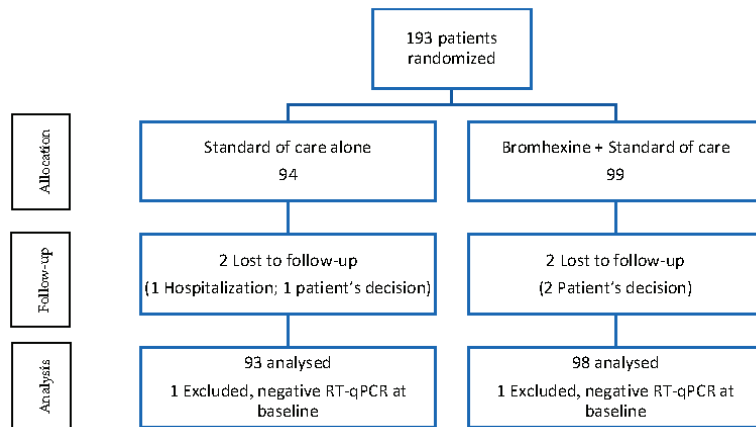 193 patients
randomized
Allocation
Standard of care alone
94
Bromhexine + Standard of care
99
Follow-up
2 Lost to follow-up
(1 Hospitalization; 1 patient's decision)
2 Lost to follow-up
(2 Patient's decision)
Analysis
93 analysed
1 Excluded, negative RT-qPCR at
baseline
98 analysed
1 Excluded, negative RT-qPCR at
baseline